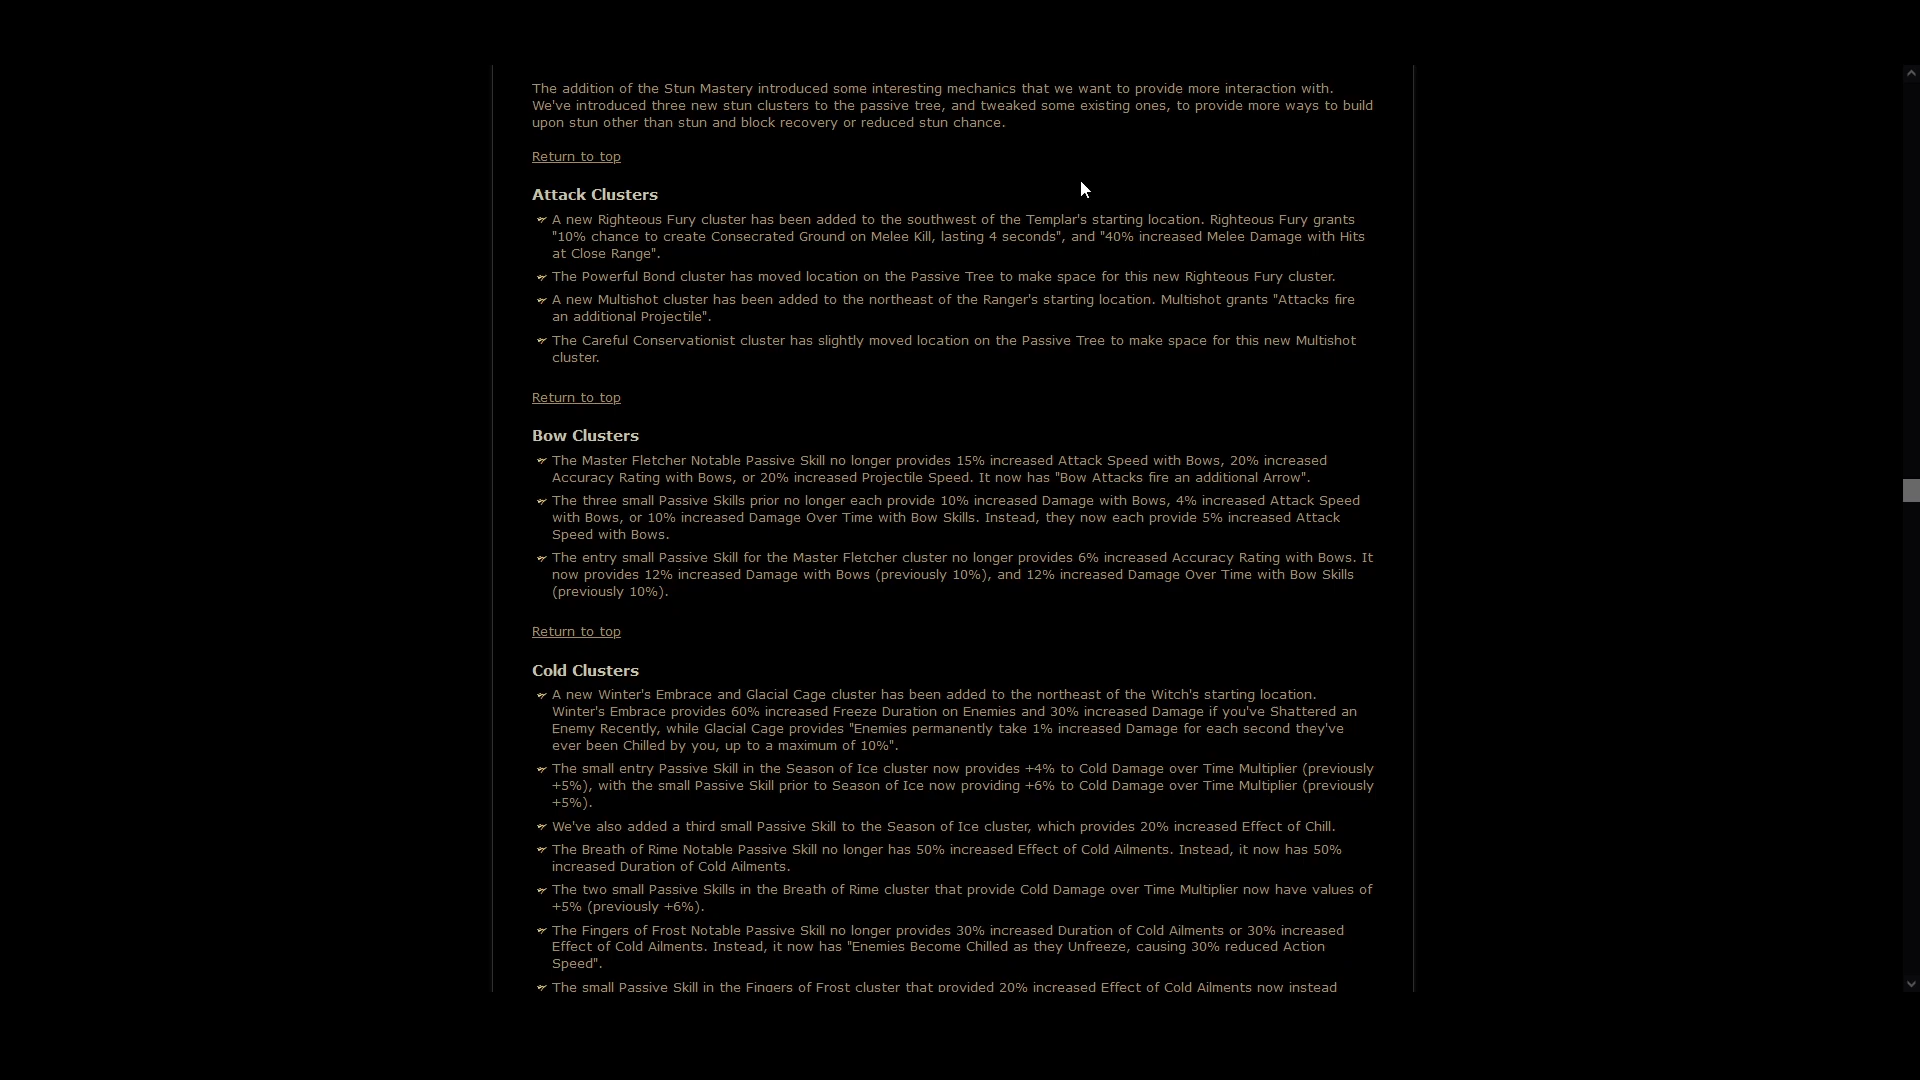 The addition of the Stun Mastery introduced some interesting mechanics that we want to provide more interaction with.
We've introduced three new stun clusters to the passive tree, and tweaked some existing ones, to provide more ways to build
upon stun other than stun and block recovery or reduced stun chance.
Return to top
Attack Clusters
A new Righteous Fury cluster has been added to the southwest of the Templar's starting location. Righteous Fury grants
"10% chance to create Consecrated Ground on Melee Kill, lasting 4 seconds", and "40% increased Melee Damage with Hits
at Close Range".
The Powerful Bond cluster has moved location on the Passive Tree to make space for this new Righteous Fury cluster.
A new Multishot cluster has been added to the northeast of the Ranger's starting location. Multishot grants "Attacks fire
an additional Projectile".
The Careful Conservationist cluster has slightly moved location on the Passive Tree to make space for this new Multishot
cluster.
Return to top
Bow Clusters
The Master Fletcher Notable Passive Skill no longer provides 15% increased Attack Speed with Bows, 20% increased
Accuracy Rating with Bows, or 20% increased Projectile Speed. It now has "Bow Attacks fire an additional Arrow".
The three small Passive Skills prior no longer each provide 10% increased Damage with Bows, 4% increased Attack Speed
with Bows, or 10% increased Damage Over Time with Bow Skills. Instead, they now each provide 5% increased Attack
Speed with Bows.
The entry small Passive Skill for the Master Fletcher cluster no longer provides 6% increased Accuracy Rating with Bows. It
now provides 12% increased Damage with Bows (previously 10%), and 12% increased Damage Over Time with Bow Skills
(previously 10%).
Return to top
Cold Clusters
A new Winter's Embrace and Glacial Cage cluster has been added to the northeast of the Witch's starting location.
Winter's Embrace provides 60% increased Freeze Duration on Enemies and 30% increased Damage if you've Shattered an
Enemy Recently, while Glacial Cage provides "Enemies permanently take 1% increased Damage for each second they've
ever been Chilled by you, up to a maximum of 10%".
The small entry Passive Skill in the Season of Ice cluster now provides +4% to Cold Damage over Time Multiplier (previously
+5%), with the small Passive Skill prior to Season of Ice now providing +6% to Cold Damage over Time Multiplier (previously
+5%).
We've also added a third small Passive Skill to the Season of Ice cluster, which provides 20% increased Effect of Chill.
The Breath of Rime Notable Passive Skill no longer has 50% increased Effect of Cold Ailments. Instead, it now has 50%
increased Duration of Cold Ailments.
The two small Passive Skills in the Breath of Rime cluster that provide Cold Damage over Time Multiplier now have values of
+5% (previously +6%).
The Fingers of Frost Notable Passive Skill no longer provides 30% increased Duration of Cold Ailments or 30% increased
Effect of Cold Ailments. Instead, it now has "Enemies Become Chilled as they Unfreeze, causing 30% reduced Action
Speed".
The small Passive Skill in the Fingers of Frost cluster that provided 20% increased Effect of Cold Ailments now instead